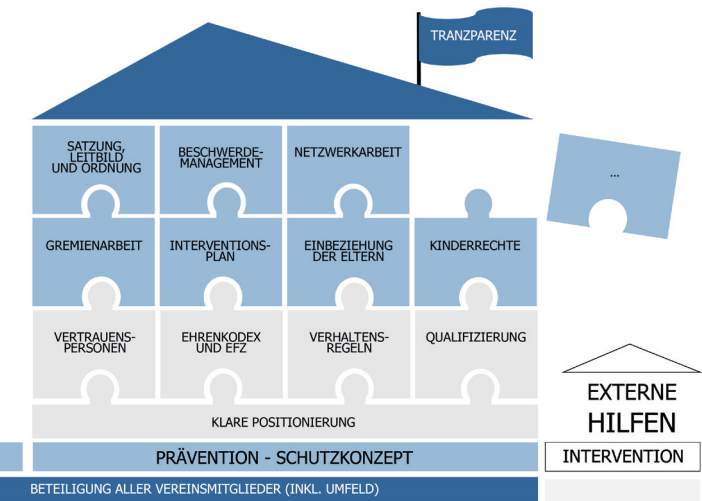 TRANZPARENZ
SATZUNG,
LEITBILD
UND ORDNUNG
BESCHWERDE-
MANAGEMENT
NETZWERKARBEIT
...
GREMIENARBEIT
INTERVENTIONS-
PLAN
EINBEZIEHUNG
DER ELTERN
KINDERRECHTE
VERTRAUENS-
PERSONEN
EHRENKODEX
UND EFZ
VERHALTENS-
REGELN
QUALIFIZIERUNG
KLARE POSITIONIERUNG
EXTERNE
HILFEN
PRÄVENTION - SCHUTZKONZEPT
INTERVENTION
BETEILIGUNG ALLER VEREINSMITGLIEDER (INKL. UMFELD)